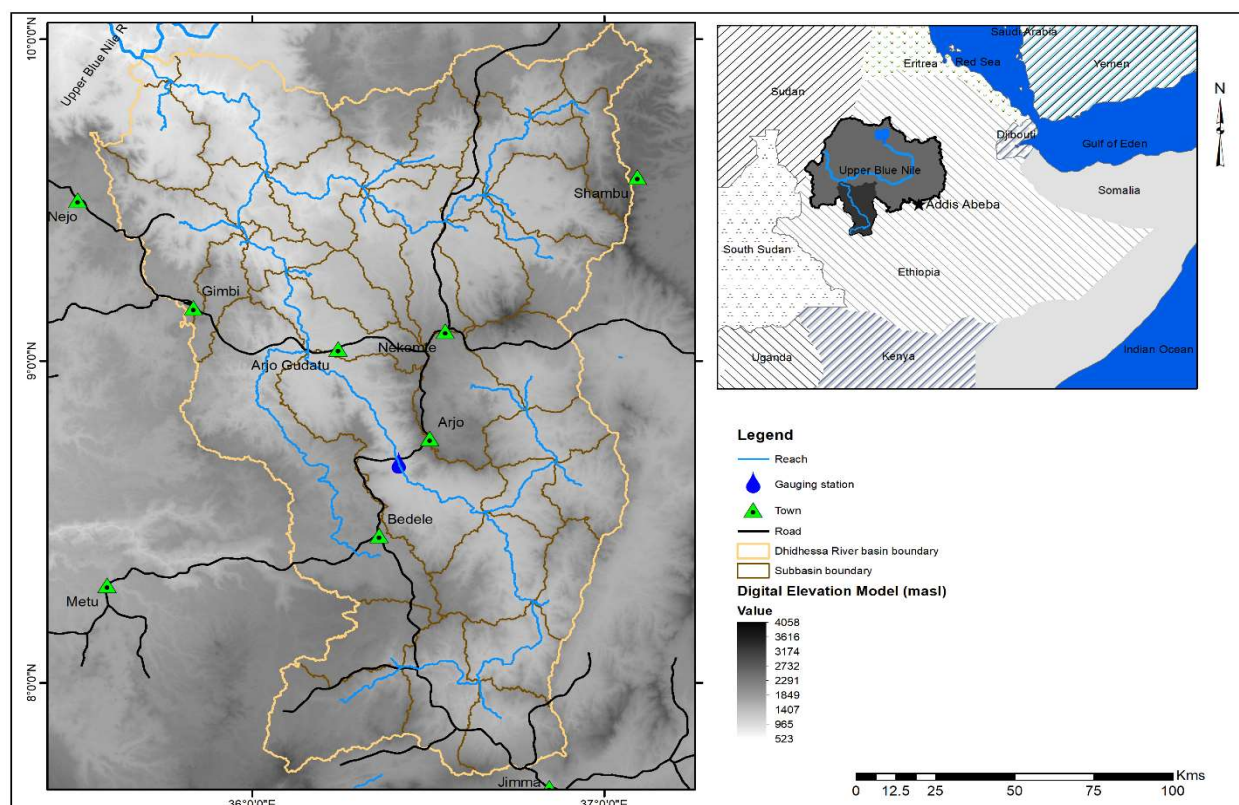 10°0'0"N
9°0'0"N
8°0'0"N
36°0'0"E
37°0'0"E
Upper Blue Nile R
Nejo
Shambu
Gimbi
Nekemte
Arjo Gudatu
Arjo
Bedele
Metu
Jimma
Saudi Arabia
Red Sea
Eritrea
Yemen
Sudan
Djibouti
Gulf of Eden
Upper Blue Nile
Somalia
Addis Abeba
South Sudan
Ethiopia
Uganda
Kenya
Indian Ocean
N
Legend
Reach
Gauging station
Town
Road
Dhidhessa River basin boundary
Subbasin boundary
Digital Elevation Model (masl)
Value
4058
3616
3174
2732
2291
1849
1407
965
523
Kms
0 12.5 25 50 75 100